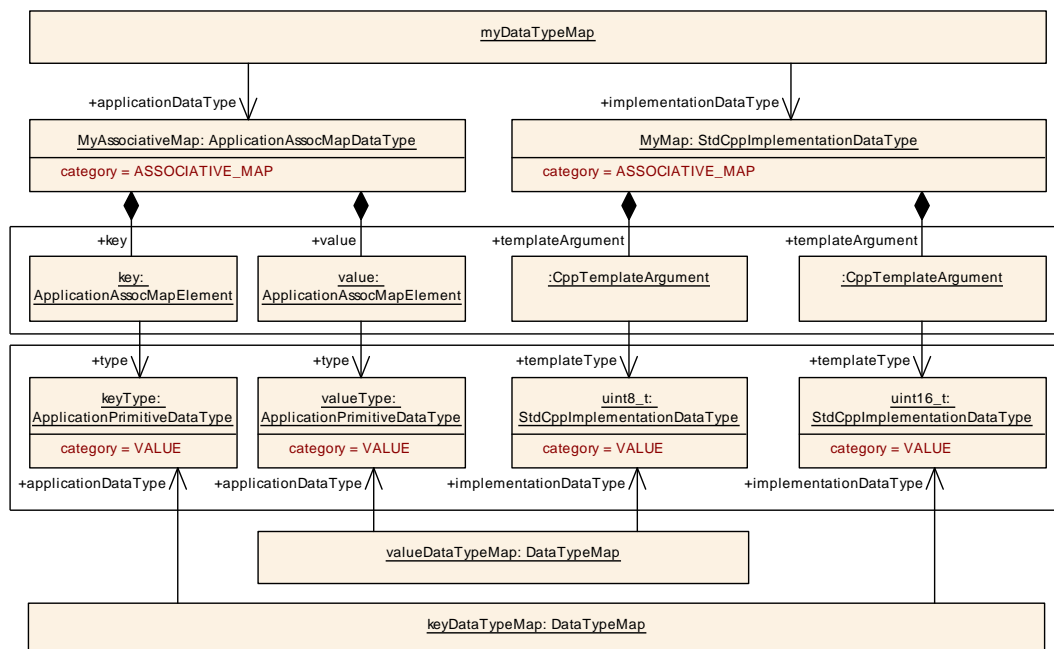 myDataTypeMap
+applicationDataType
+implementationDataType
MyAssociativeMap: ApplicationAssocMapDataType
MyMap: StdCppImplementationDataType
category = ASSOCIATIVE_MAP
category = ASSOCIATIVE_MAP
+key
+value
+templateArgument
+templateArgument
key:
ApplicationAssocMapElement
value:
ApplicationAssocMapElement
:CppTemplateArgument
:CppTemplateArgument
+type
+type
+templateType
+templateType
keyType:
ApplicationPrimitiveDataType
category = VALUE
valueType:
ApplicationPrimitiveDataType
category = VALUE
uint8_t:
StdCppImplementationDataType
category = VALUE
uint16_t:
StdCppImplementationDataType
category = VALUE
+applicationDataType
+applicationDataType
+implementationDataType
+implementationDataType
valueDataTypeMap: DataTypeMap
keyDataTypeMap: DataTypeMap